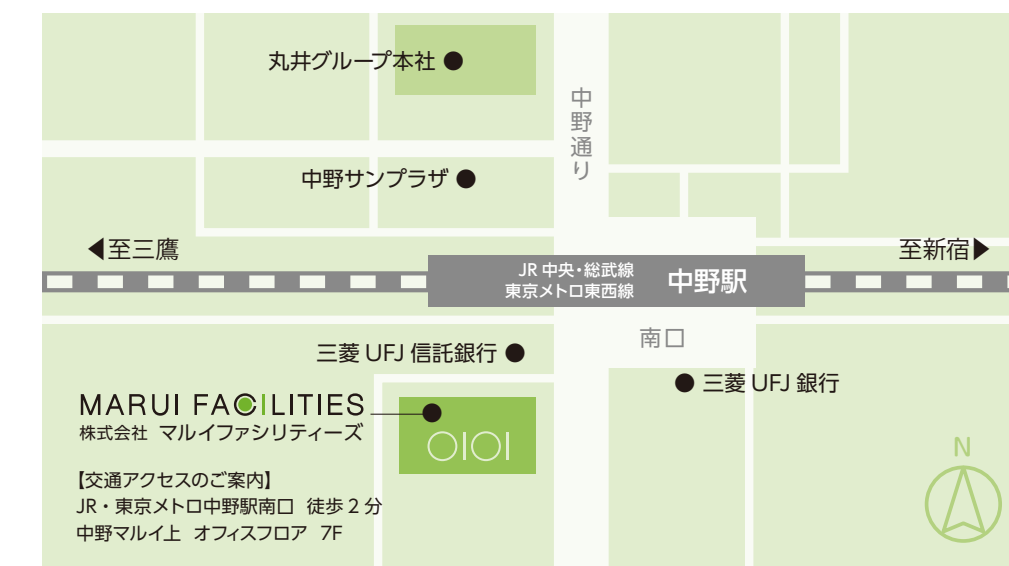 丸井グループ本社
中野通り
中野サンプラザ
至三鷹
至新宿
JR 中央・総武線
東京メトロ東西線
中野駅
南口
三菱 UFJ 信託銀行
三菱 UFJ 銀行
MARUI FACILITIES
株式会社 マルイファシリティーズ
OIOI
【交通アクセスのご案内】
JR・東京メトロ中野駅南口 徒歩 2 分
中野マルイ上 オフィスフロア 7F
N